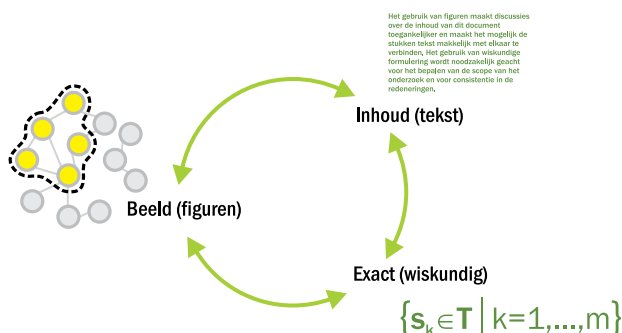 Het gebruik van figuren maakt discussies
over de inhoud van dit document
toegankelijker en maakt het mogelijk de
stukken tekst makkelijk met elkaar te
verbinden. Het gebruik van wiskundige
formulering wordt noodzakelijk geacht
voor het bepalen van de scope van het
onderzoek en voor consistentie in de
redeneringen.
Inhoud (tekst)
Beeld (figuren)
Exact (wiskundig)
{sₖ∈T | k=1,...,m}